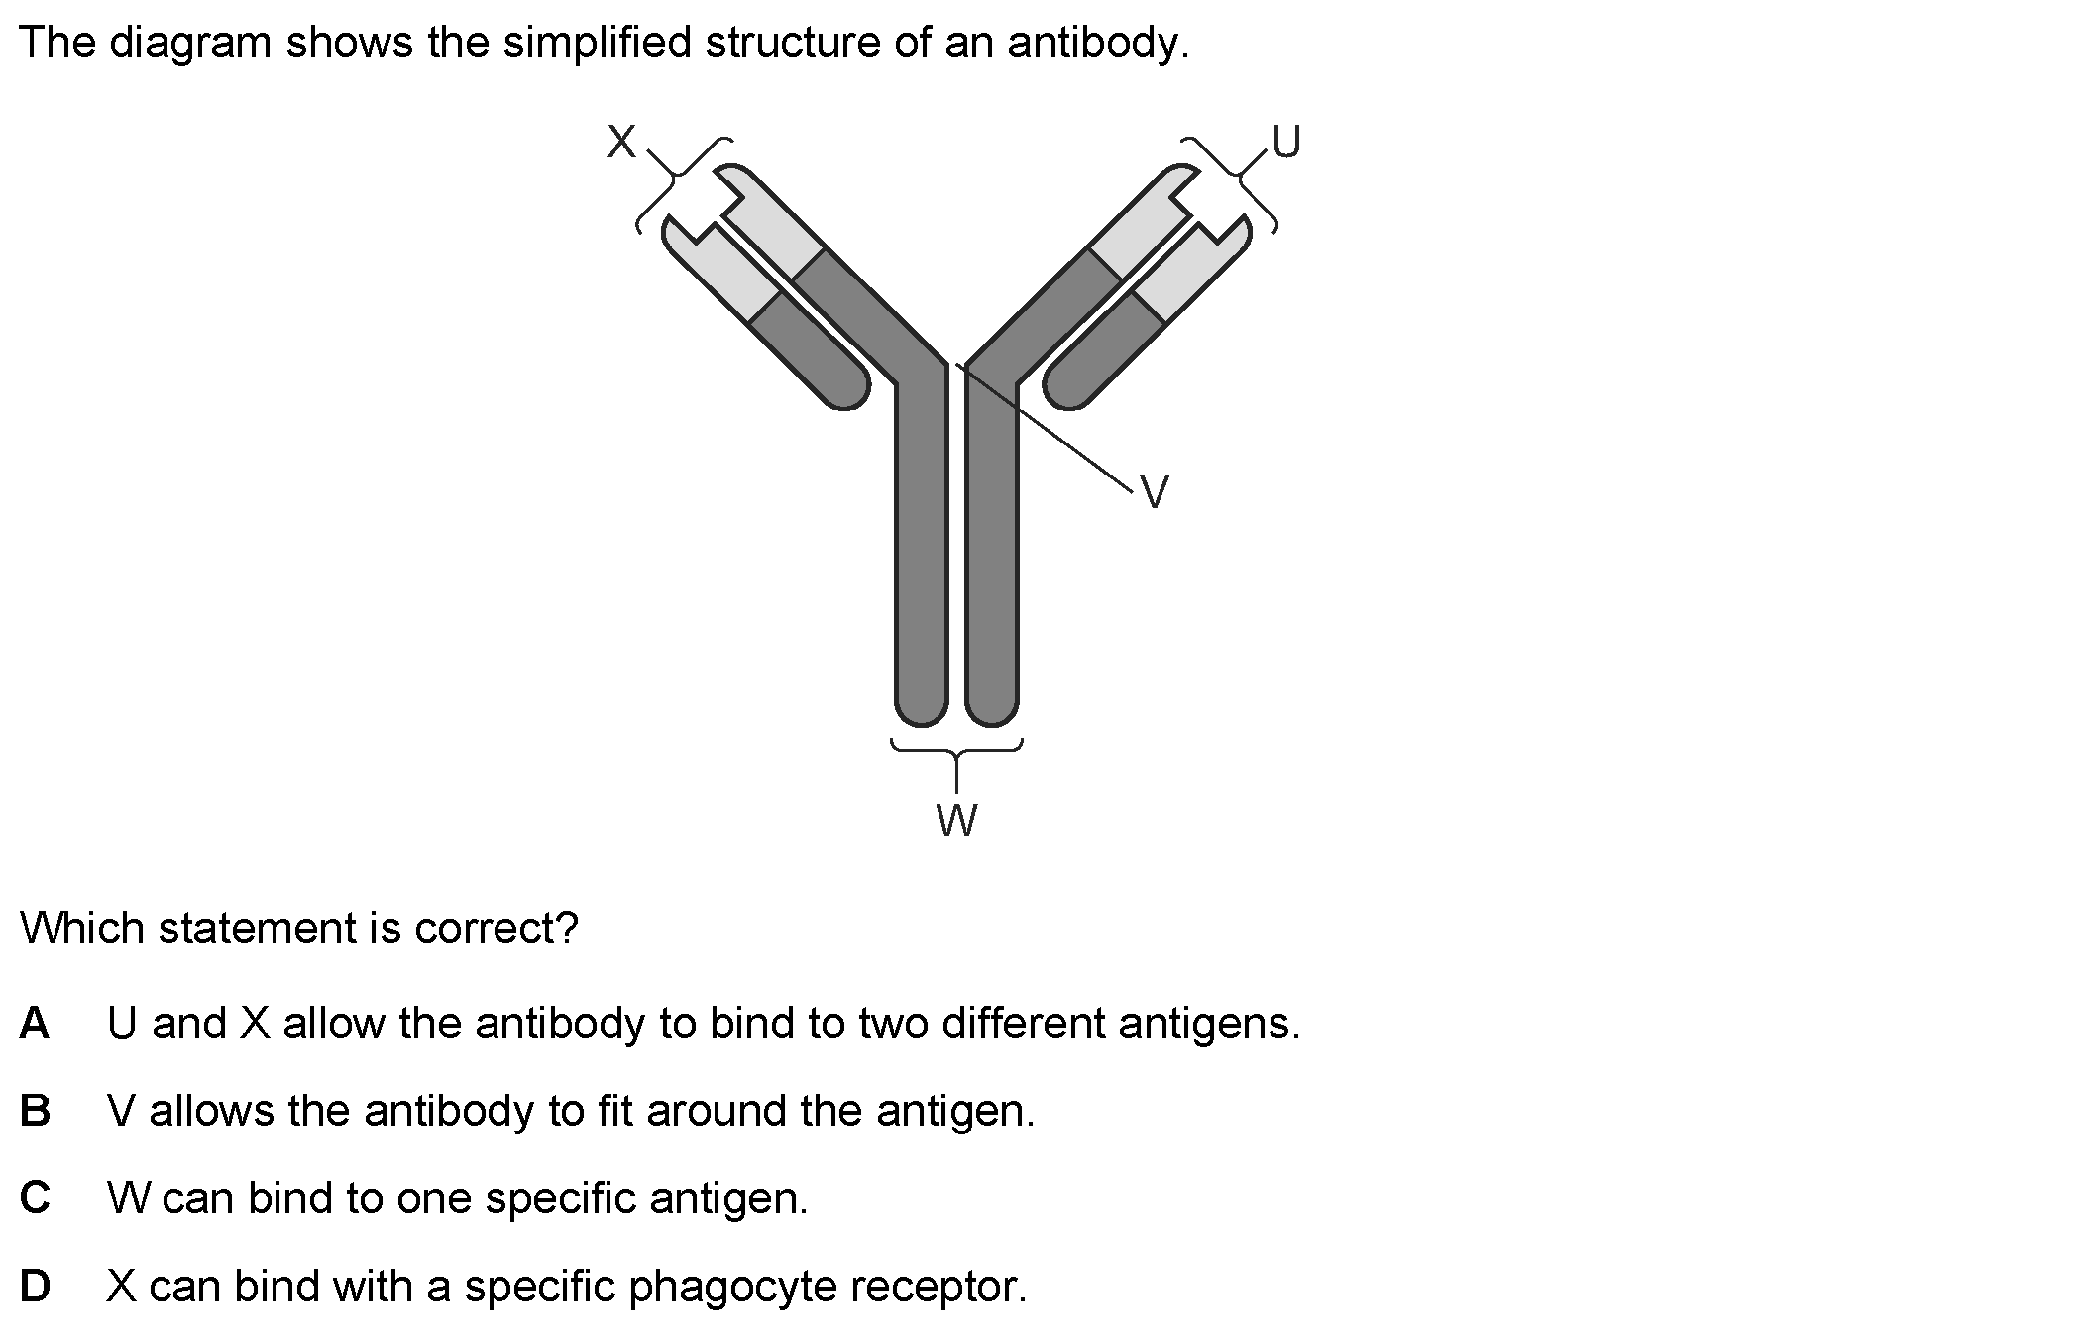 The diagram shows the simplified structure of an antibody.
X
U
V
W
Which statement is correct?
A U and X allow the antibody to bind to two different antigens.
B V allows the antibody to fit around the antigen.
C W can bind to one specific antigen.
D X can bind with a specific phagocyte receptor.